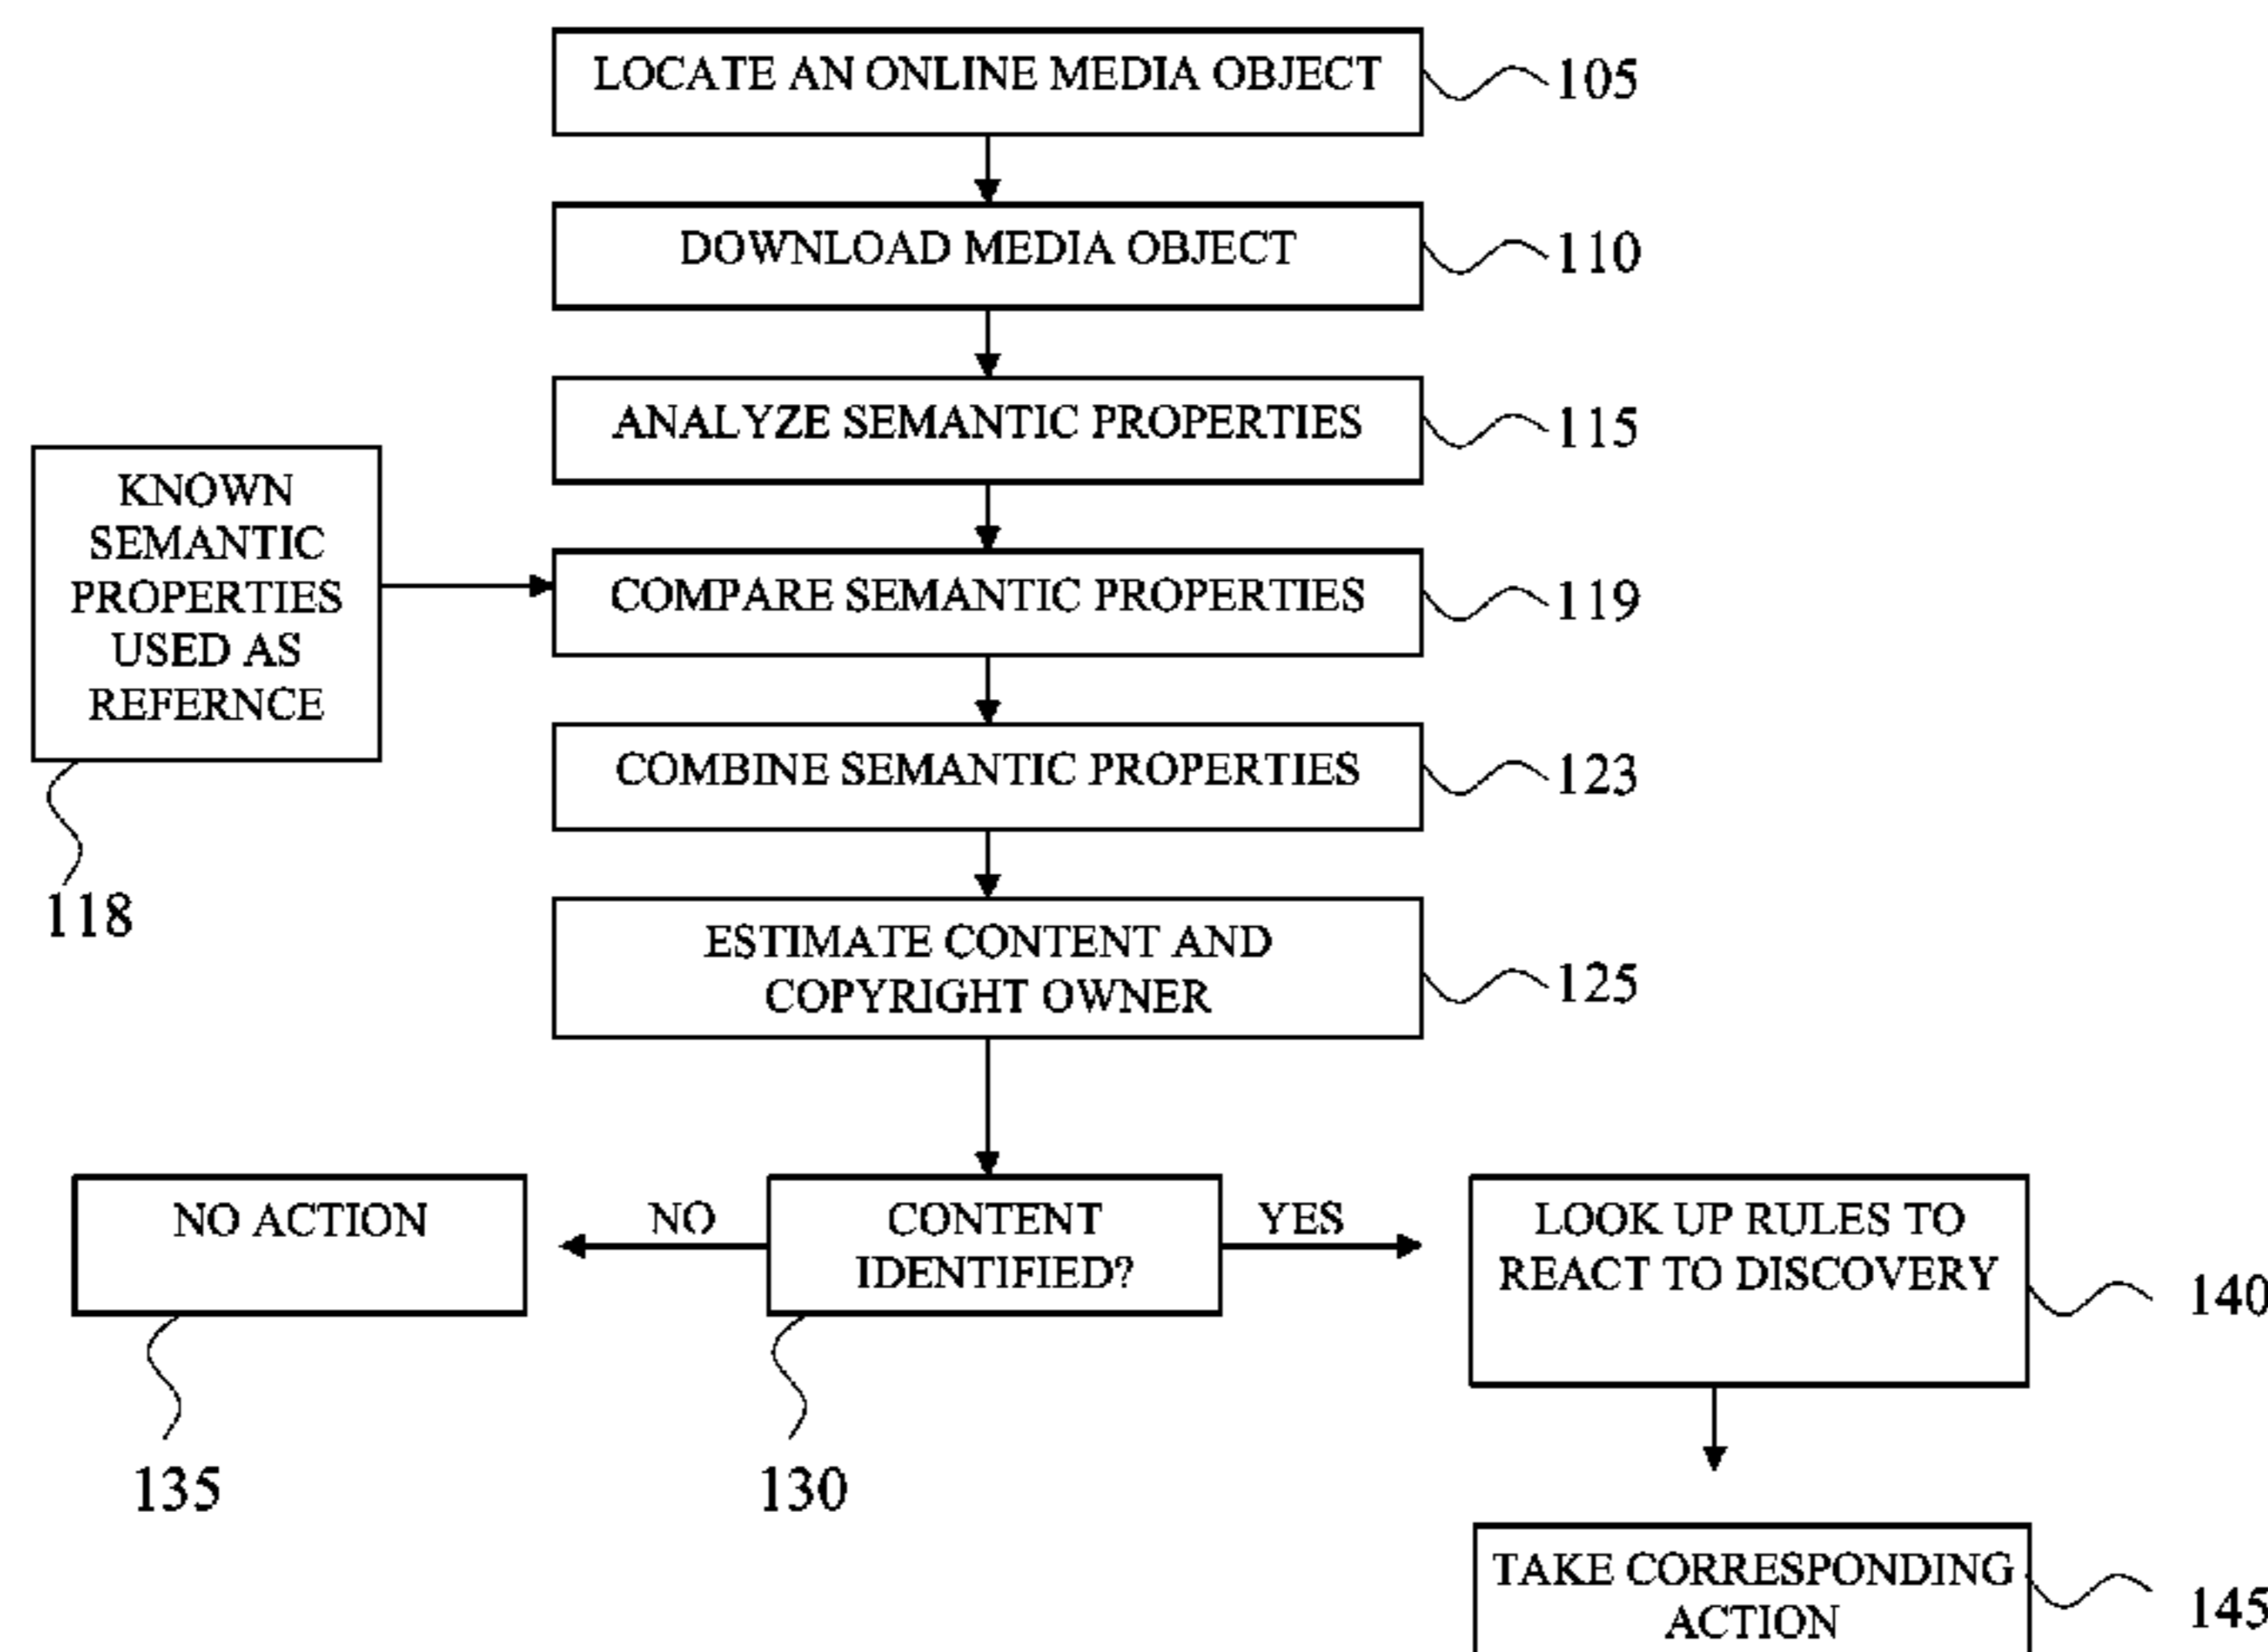 LOCATE AN ONLINE MEDIA OBJECT
105
DOWNLOAD MEDIA OBJECT
110
ANALYZE SEMANTIC PROPERTIES
115
KNOWN
SEMANTIC
PROPERTIES
USED AS
REFERNCE
118
COMPARE SEMANTIC PROPERTIES
119
COMBINE SEMANTIC PROPERTIES
123
ESTIMATE CONTENT AND
COPYRIGHT OWNER
125
NO ACTION
135
NO
CONTENT
IDENTIFIED?
130
YES
LOOK UP RULES TO
REACT TO DISCOVERY
140
TAKE CORRESPONDING
ACTION
145